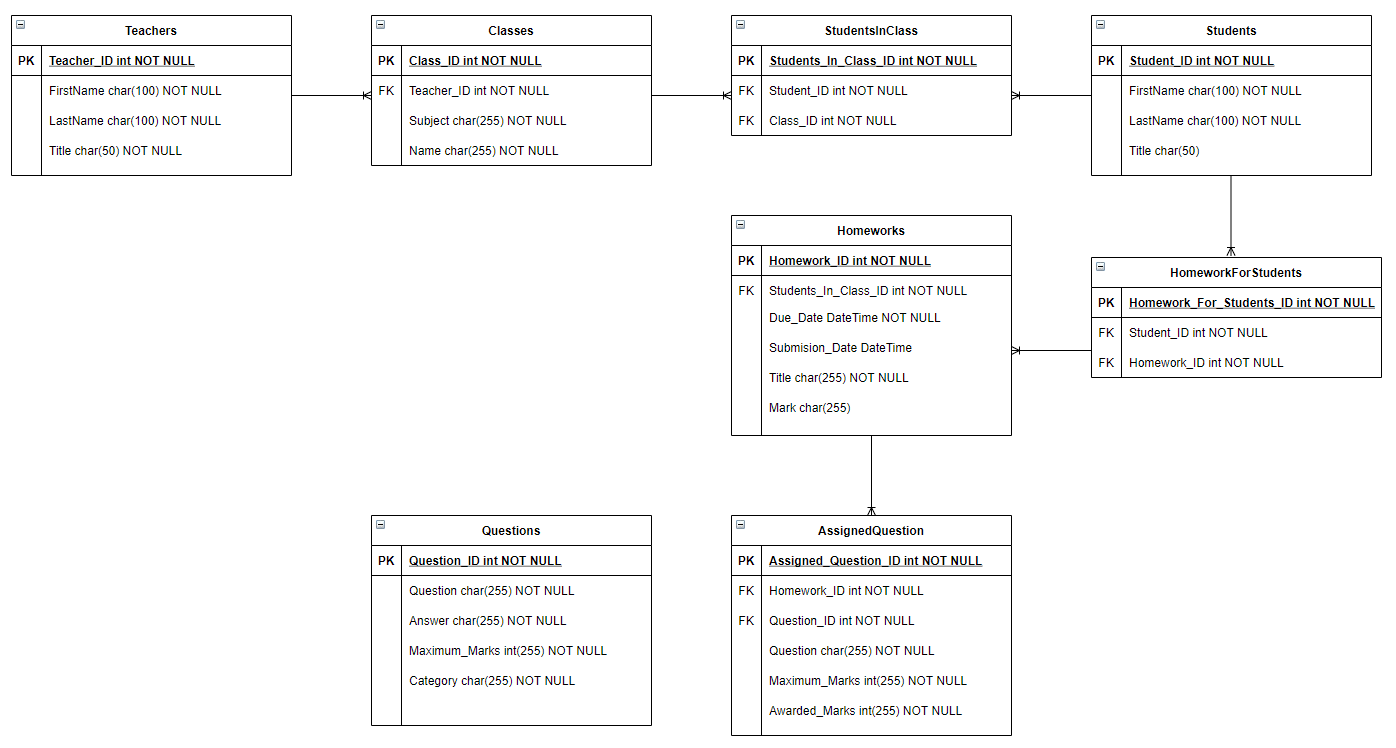 Teachers
PK Teacher_ID int NOT NULL
FirstName char(100) NOT NULL
LastName char(100) NOT NULL
Title char(50) NOT NULL
Classes
PK Class_ID int NOT NULL
FK Teacher_ID int NOT NULL
Subject char(255) NOT NULL
Name char(255) NOT NULL
StudentsInClass
PK Students_In_Class_ID int NOT NULL
FK Student_ID int NOT NULL
FK Class_ID int NOT NULL
Students
PK Student_ID int NOT NULL
FirstName char(100) NOT NULL
LastName char(100) NOT NULL
Title char(50)
Homeworks
PK Homework_ID int NOT NULL
FK Students_In_Class_ID int NOT NULL
Due_Date DateTime NOT NULL
Submision_Date DateTime
Title char(255) NOT NULL
Mark char(255)
HomeworkForStudents
PK Homework_For_Students_ID int NOT NULL
FK Student_ID int NOT NULL
FK Homework_ID int NOT NULL
Questions
PK Question_ID int NOT NULL
Question char(255) NOT NULL
Answer char(255) NOT NULL
Maximum_Marks int(255) NOT NULL
Category char(255) NOT NULL
AssignedQuestion
PK Assigned_Question_ID int NOT NULL
FK Homework_ID int NOT NULL
FK Question_ID int NOT NULL
Question char(255) NOT NULL
Maximum_Marks int(255) NOT NULL
Awarded_Marks int(255) NOT NULL